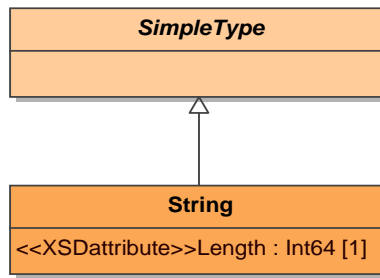 SimpleType
String
<<XSDattribute>>Length : Int64 [1]